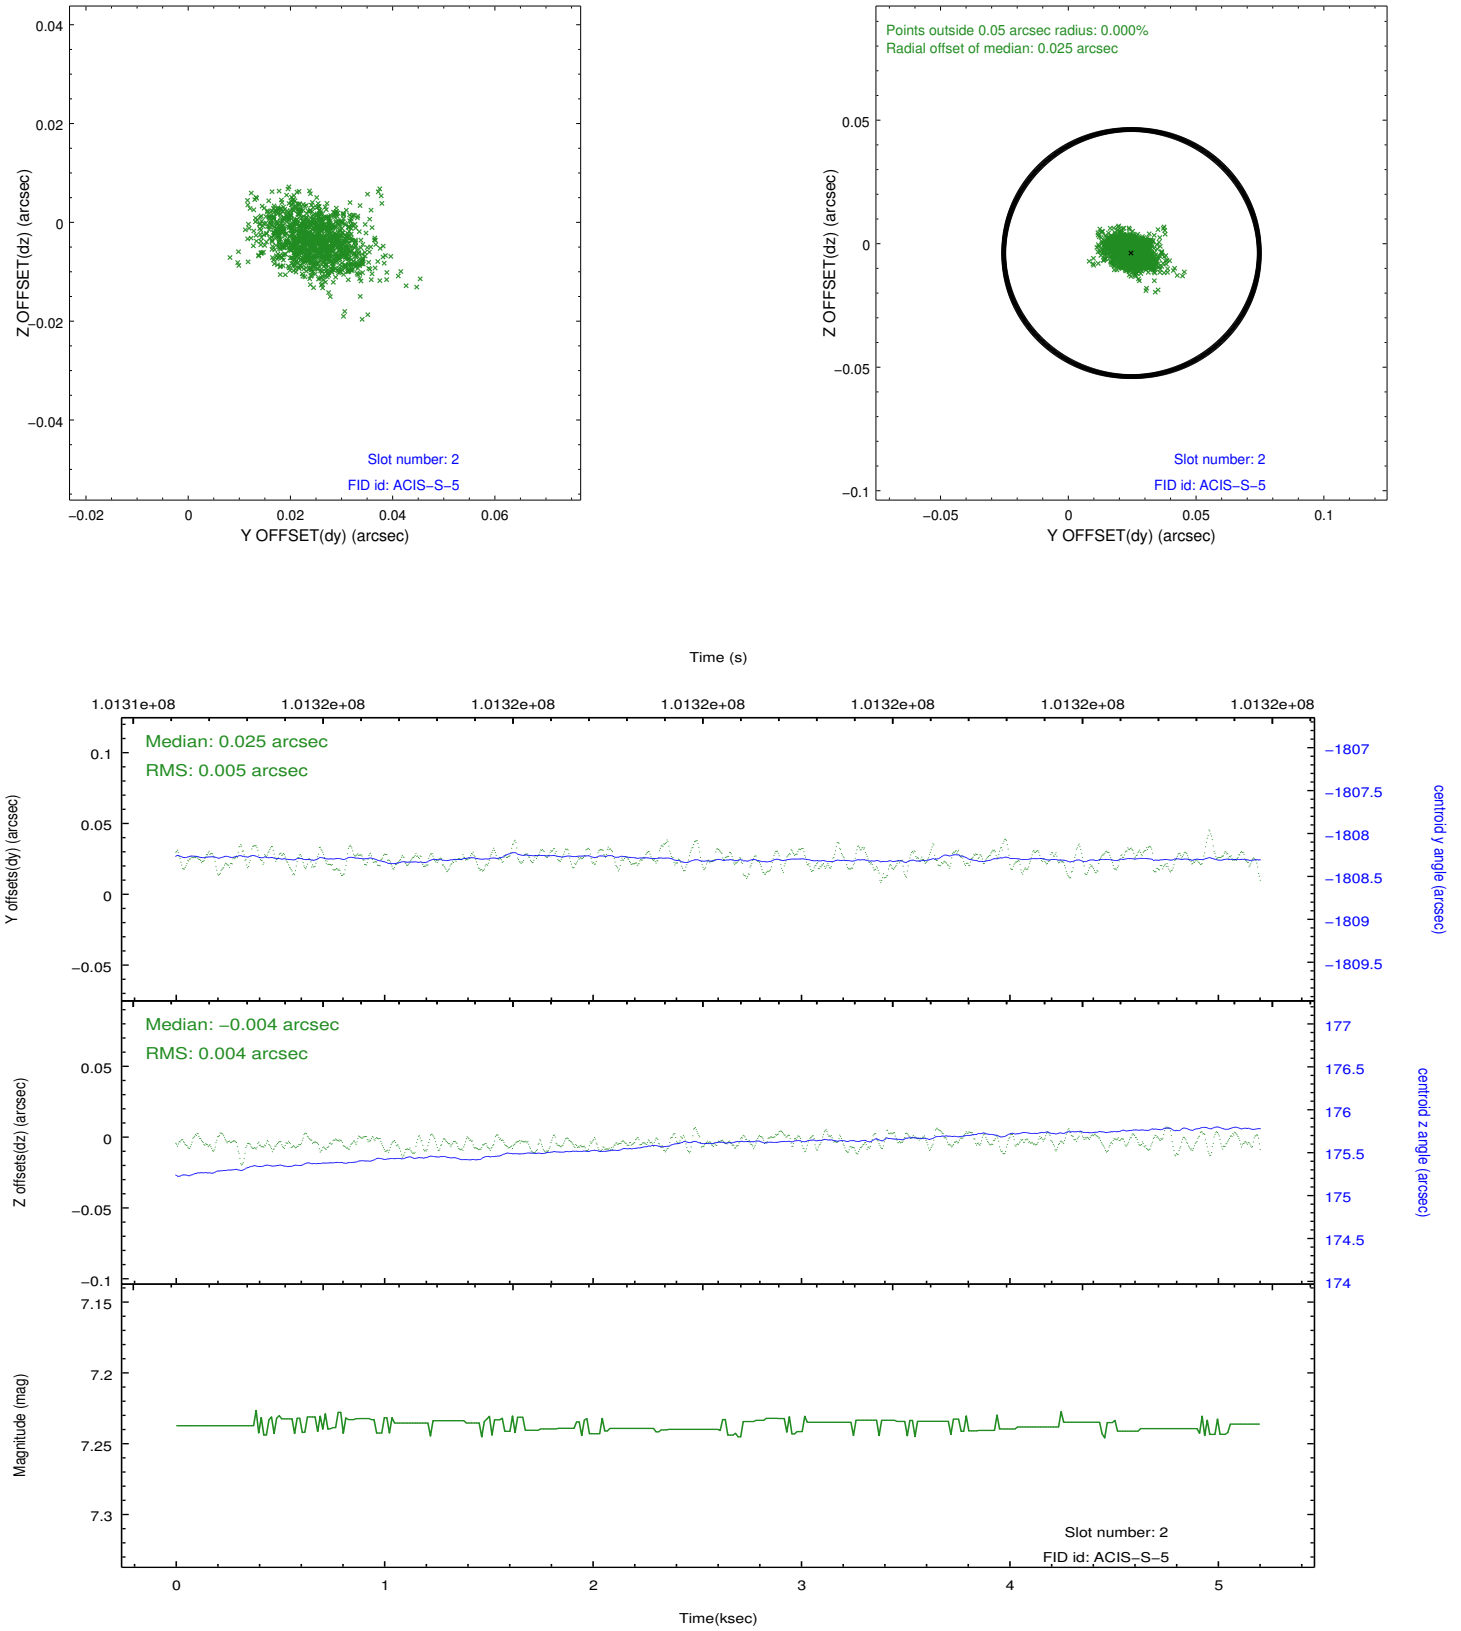 0.04
0.02
0
−0.02
−0.04
Z OFFSET(dz) (arcsec)
Slot number: 2
FID id: ACIS−S−5
−0.02 0 0.02 0.04 0.06
Y OFFSET(dy) (arcsec)
Points outside 0.05 arcsec radius: 0.000%
Radial offset of median: 0.025 arcsec
0.05
0
−0.05
−0.1
Z OFFSET(dz) (arcsec)
Slot number: 2
FID id: ACIS−S−5
−0.05 0 0.05 0.1
Y OFFSET(dy) (arcsec)
Time (s)
1.0131e+08 1.0132e+08 1.0132e+08 1.0132e+08 1.0132e+08 1.0132e+08 1.0132e+08
Median: 0.025 arcsec
RMS: 0.005 arcsec
0.1
0.05
0
−0.05
Y offsets(dy) (arcsec)
−1807
−1807.5
−1808
−1808.5
−1809
−1809.5
centroid y angle (arcsec)
Median: −0.004 arcsec
RMS: 0.004 arcsec
0.05
0
−0.05
−0.1
Z offsets(dz) (arcsec)
177
176.5
176
175.5
175
174.5
174
centroid z angle (arcsec)
7.15
7.2
7.25
7.3
Magnitude (mag)
Slot number: 2
FID id: ACIS−S−5
0 1 2 3 4 5
Time(ksec)